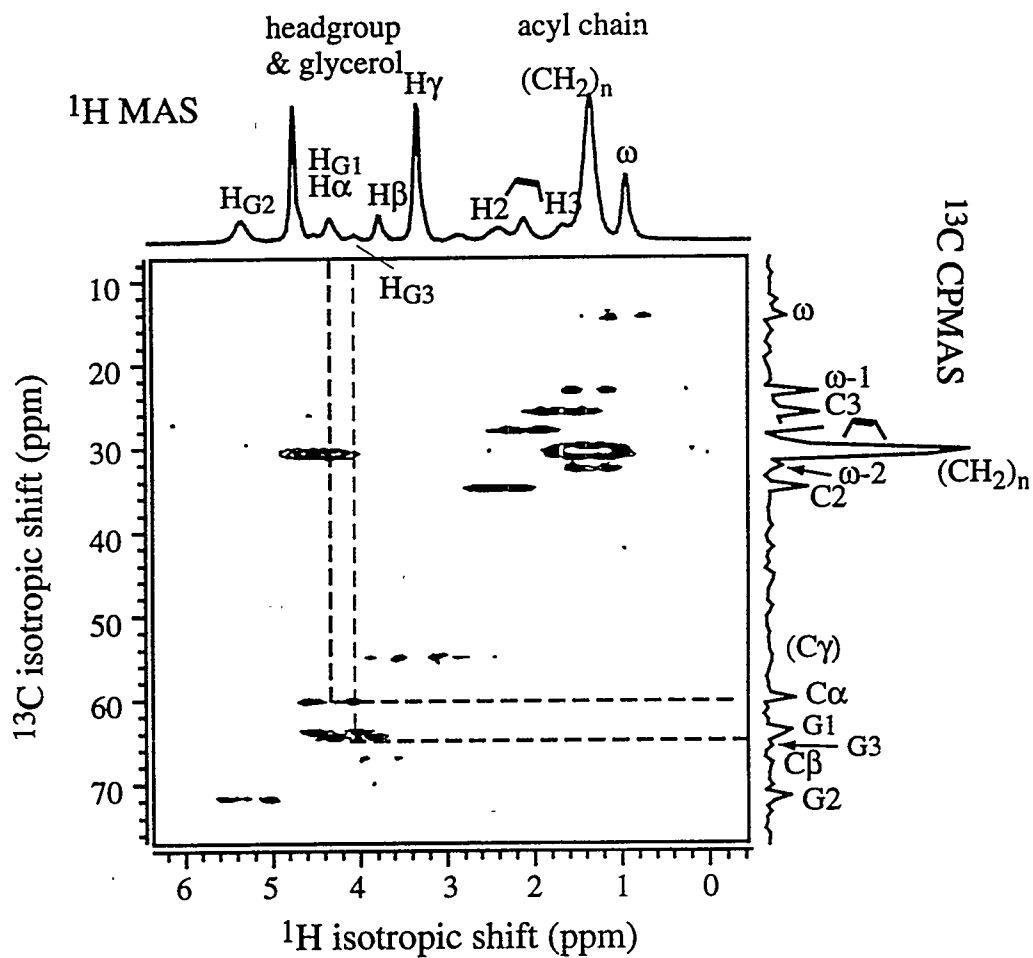 headgroup
& glycerol
acyl chain
¹H MAS
Hγ
(CH₂)ₙ
H_G1
Hα
H_G2
Hβ
H2
H3
ω
H_G3
¹³C CPMAS
10
20
30
40
50
60
70
¹³C isotropic shift (ppm)
ω
ω-1
C3
ω-2
(CH₂)ₙ
C2
(Cγ)
Cα
G1
G3
Cβ
G2
6 5 4 3 2 1 0
¹H isotropic shift (ppm)